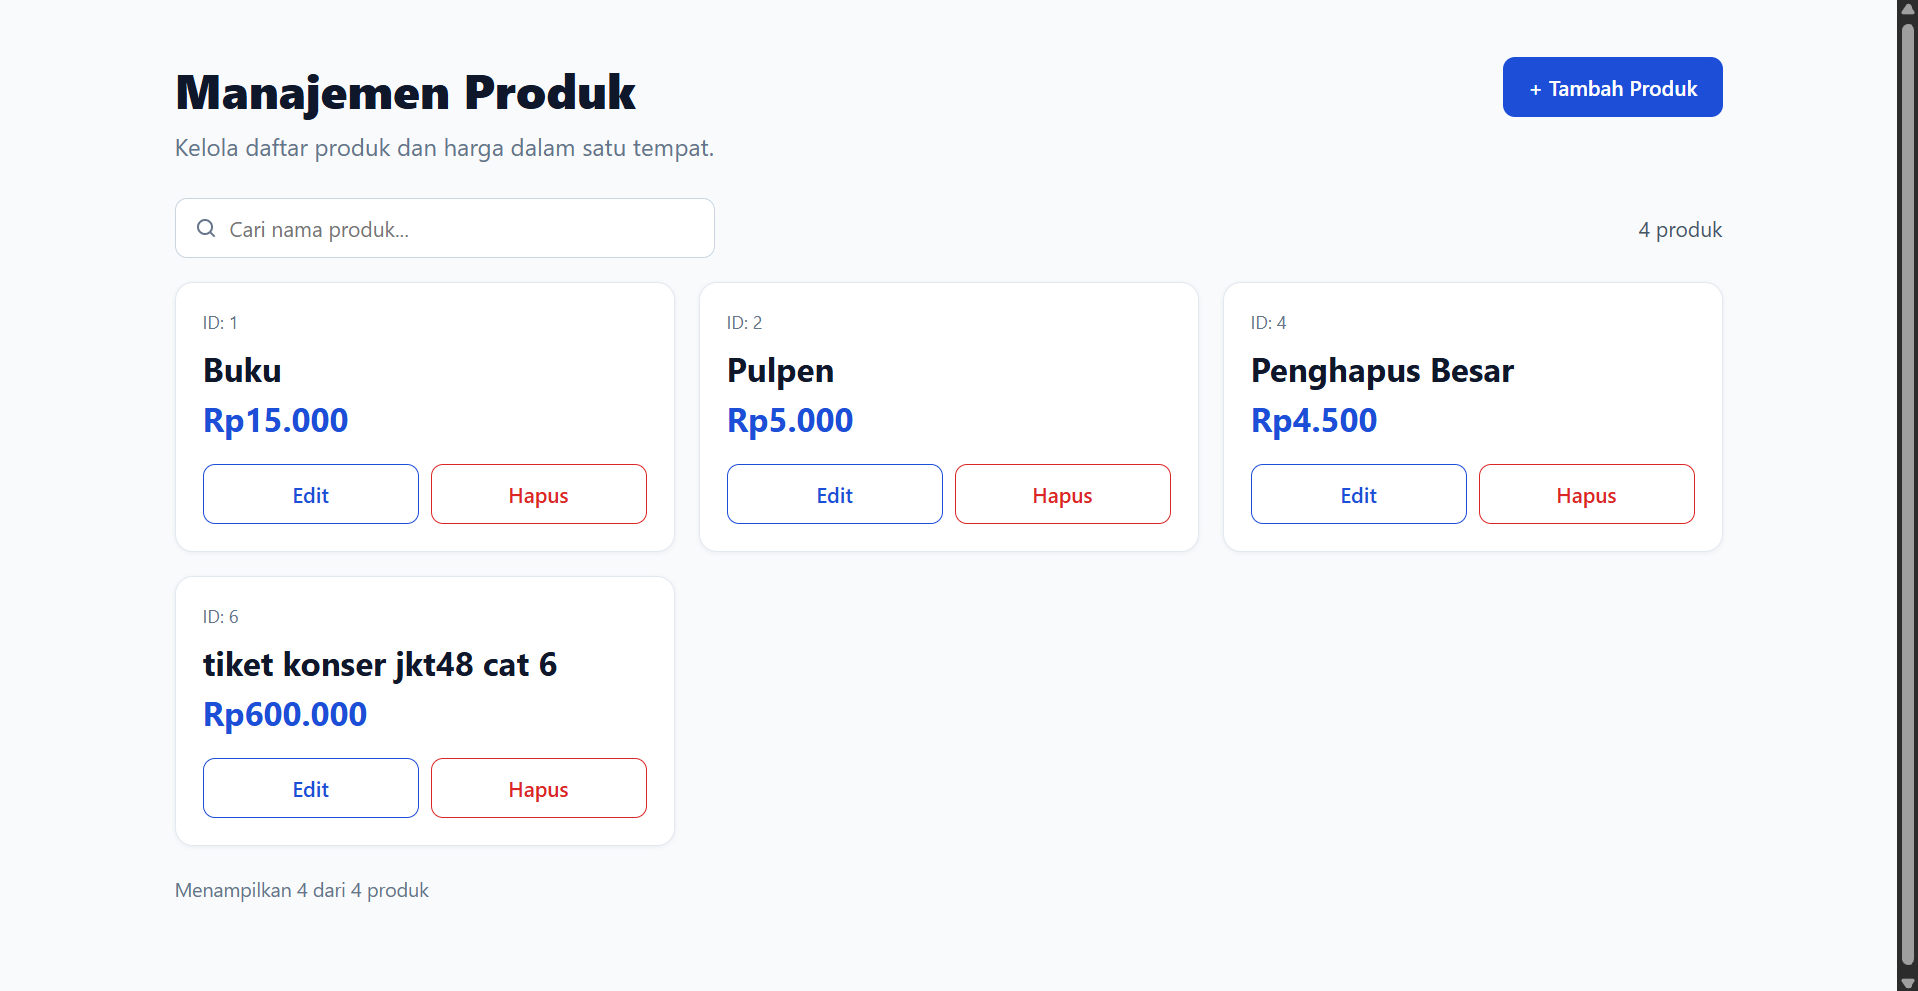 Manajemen Produk
+ Tambah Produk
Kelola daftar produk dan harga dalam satu tempat.
Cari nama produk...
4 produk
ID: 1
Buku
Rp15.000
Edit
Hapus
ID: 2
Pulpen
Rp5.000
Edit
Hapus
ID: 4
Penghapus Besar
Rp4.500
Edit
Hapus
ID: 6
tiket konser jkt48 cat 6
Rp600.000
Edit
Hapus
Menampilkan 4 dari 4 produk